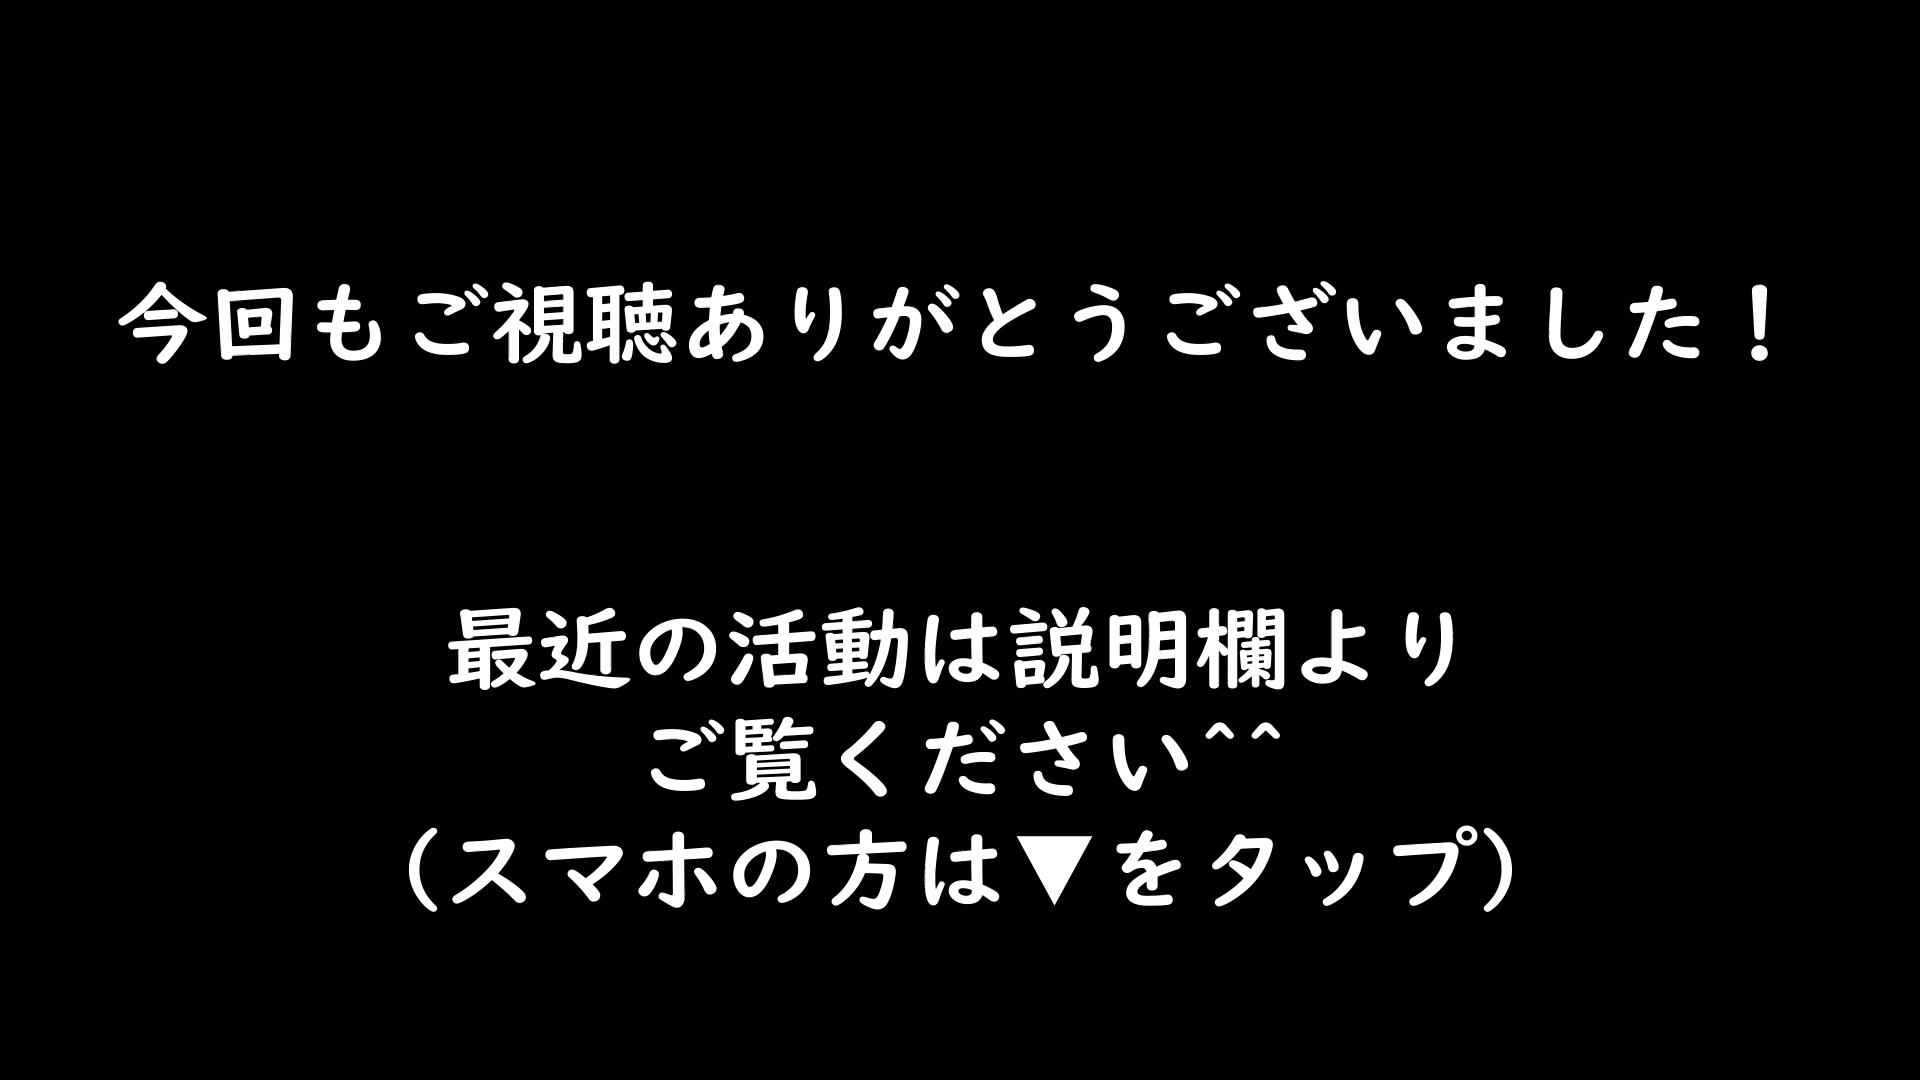 今回もご視聴ありがとうございました！
最近の活動は説明欄より
ご覧ください^^
（スマホの方は▼をタップ）